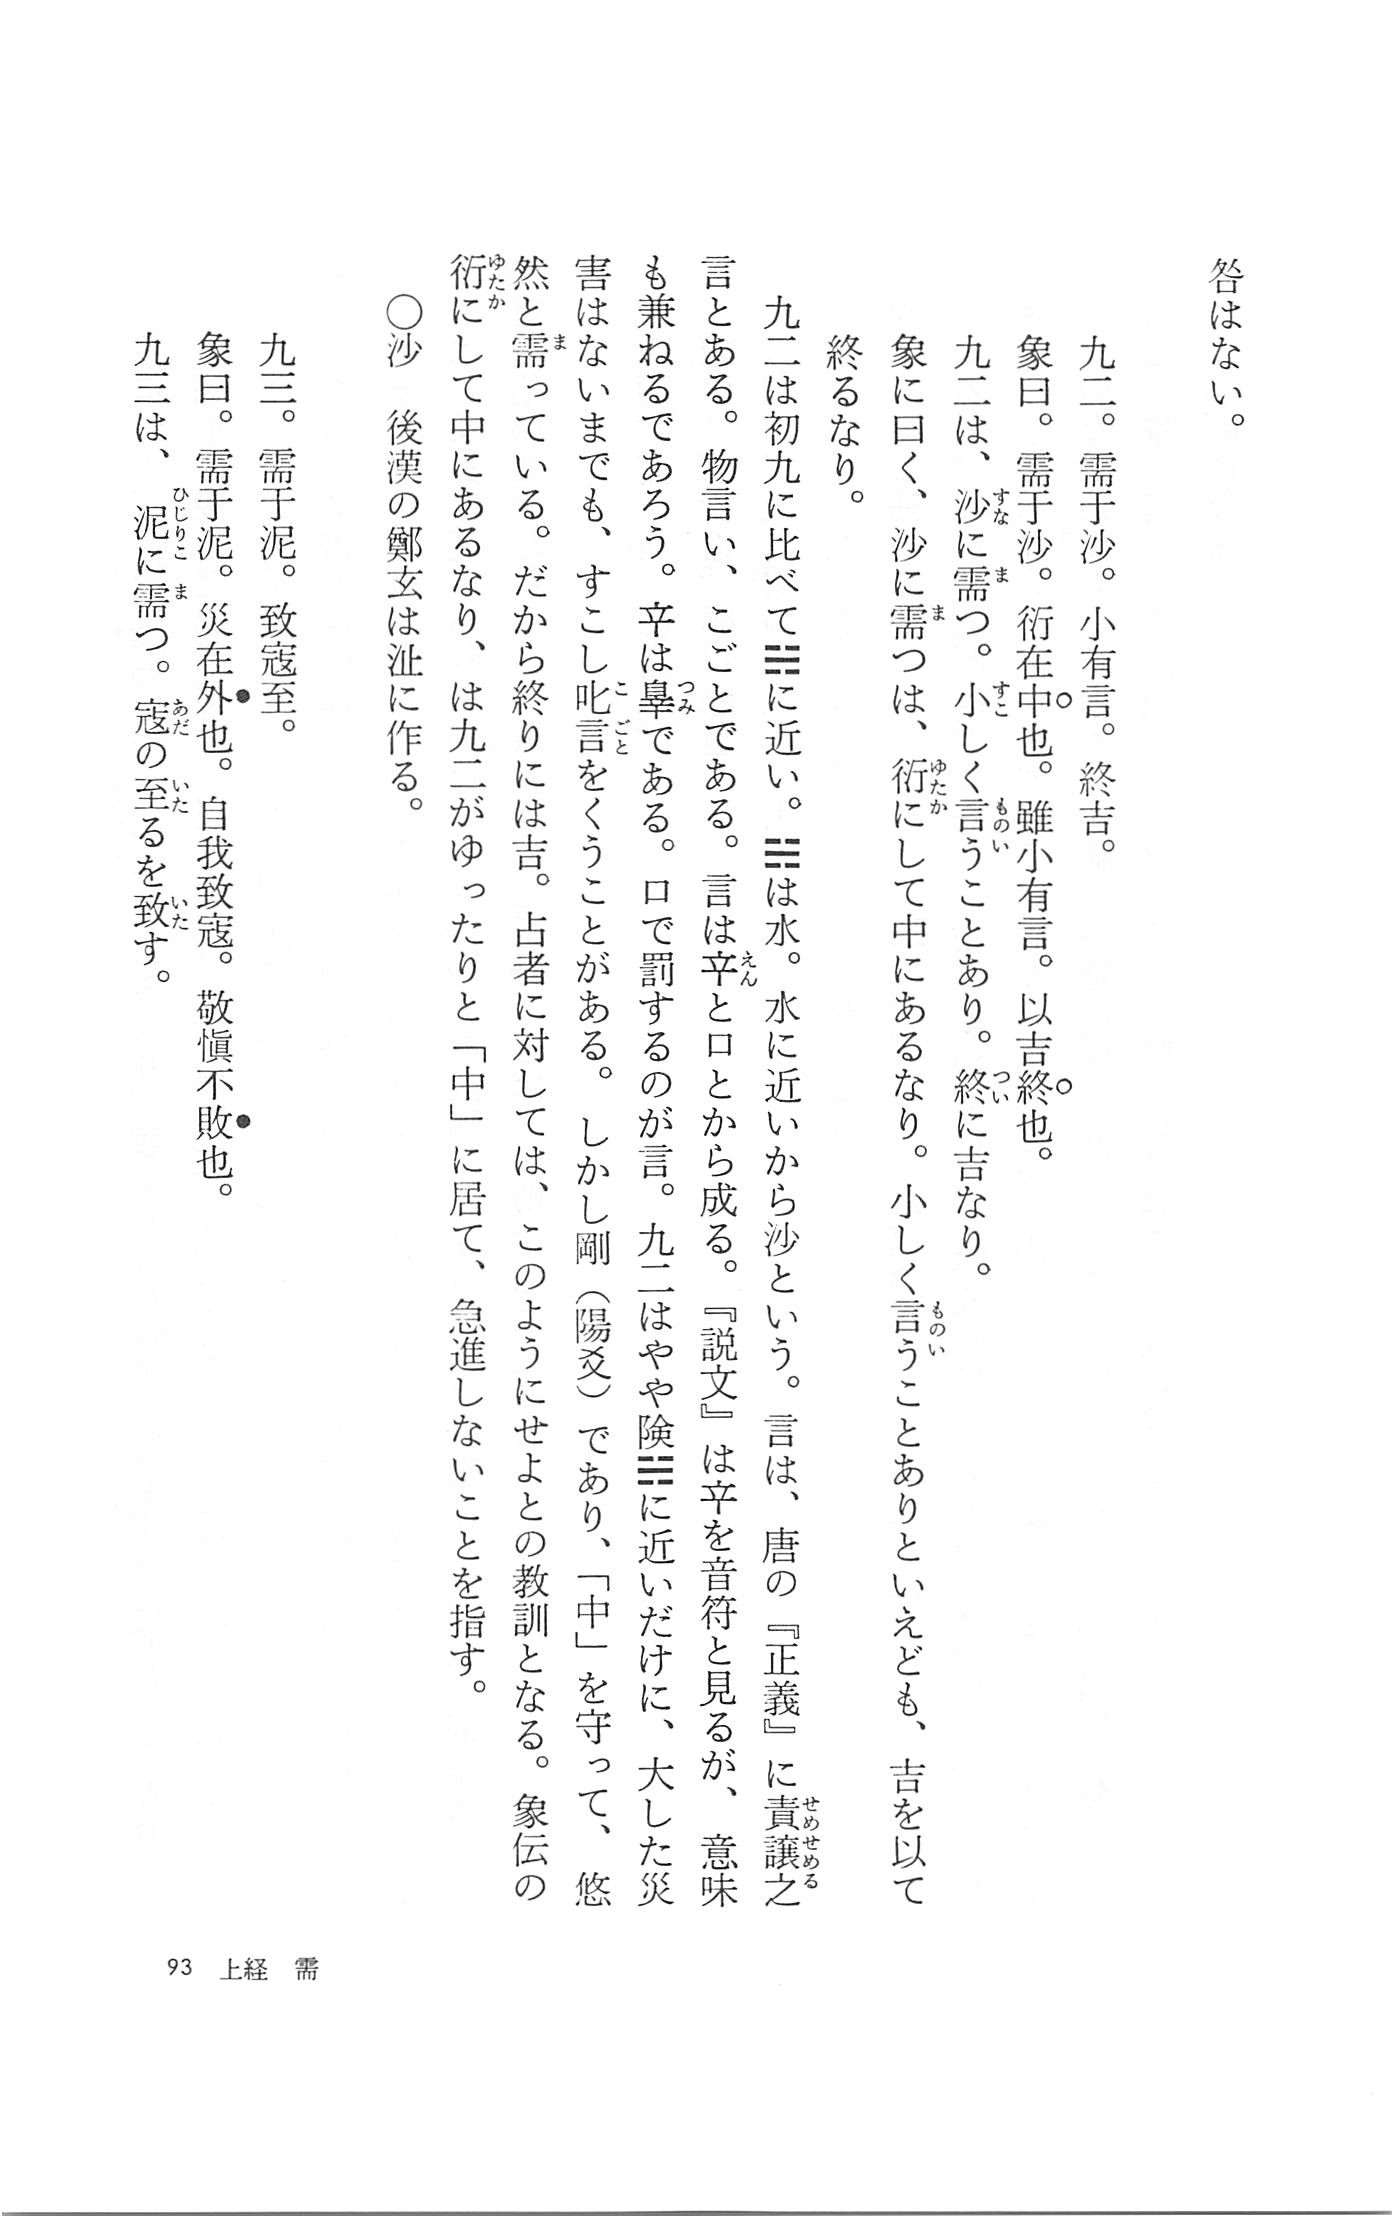 咎はない。
九二。需于沙。小有言。終吉。
象曰。需于沙。衍在中也。雖小有言。以吉終也。
九二は、沙に需つ。小しく言うことあり。終に吉なり。
象に曰く、沙に需つは、衍にして中にあるなり。小しく言うことありといえども、吉を以て
終るなり。
九二は初九に比べて☵に近い。☵は水。水に近いから沙という。言は、唐の『正義』に責譲之
言とある。物言い、こごとである。言は䇂と口とから成る。『説文』は䇂を音符と見るが、意味
も兼ねるであろう。䇂は辠である。口で罰するのが言。九二はやや険☵に近いだけに、大した災
害はないまでも、すこし叱言をくうことがある。しかし剛（陽爻）であり、「中」を守って、悠
然と需っている。だから終りには吉。占者に対しては、このようにせよとの教訓となる。象伝の
衍にして中にあるなり、は九二がゆったりと「中」に居て、急進しないことを指す。
〇沙　後漢の鄭玄は沚に作る。
九三。需于泥。致寇至。
象曰。需于泥。災在外也。自我致寇。敬慎不敗也。
九三は、泥に需つ。寇の至るを致す。
93　上経　需